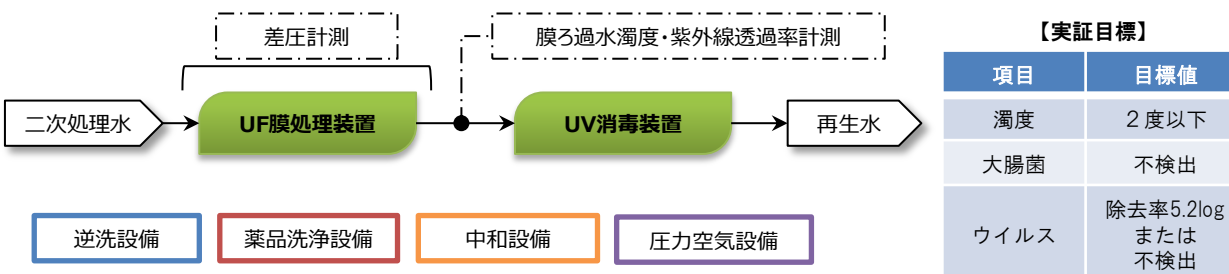 差圧計測
膜ろ過水濁度・紫外線透過率計測
二次処理水
UF膜処理装置
UV消毒装置
再生水
逆洗設備
薬品洗浄設備
中和設備
圧力空気設備
【実証目標】
項目 目標値
濁度 ２度以下
大腸菌 不検出
ウイルス 除去率5.2log
または
不検出